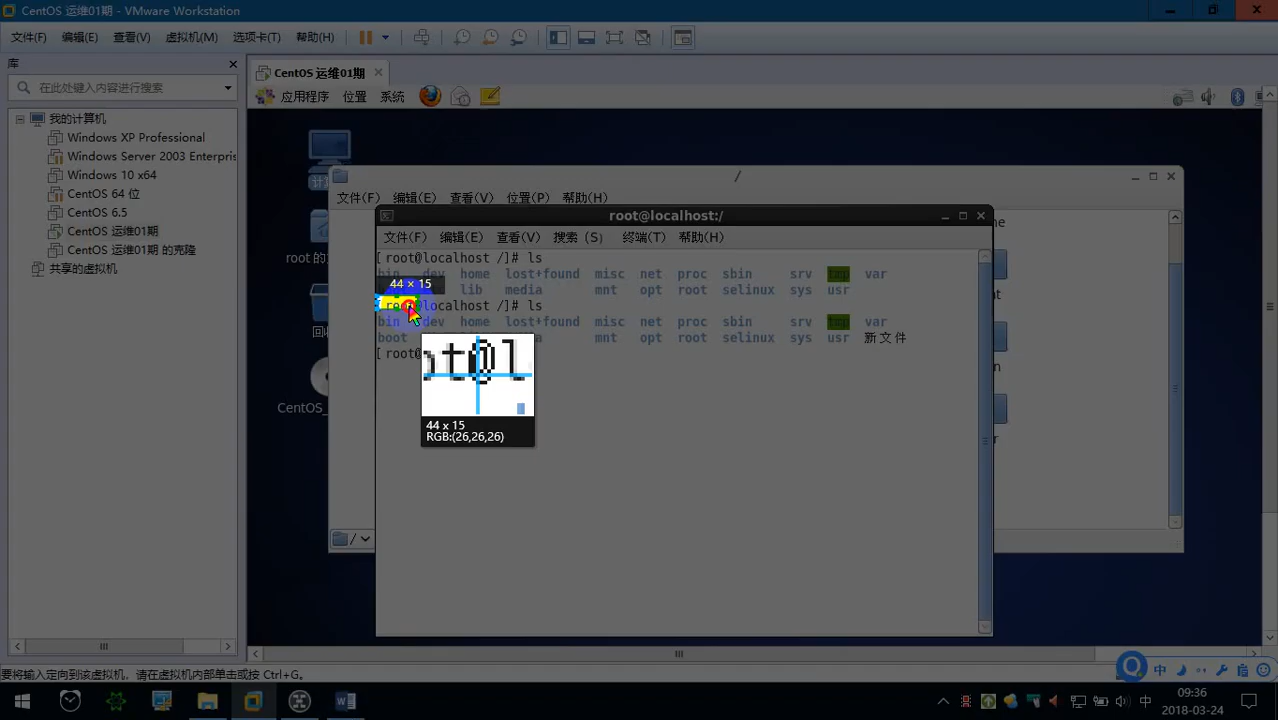 CentOS 运维01期 - VMware Workstation
文件(F) 编辑(E) 查看(V) 虚拟机(M) 选项卡(T) 帮助(H)
库
在此处键入内容进行搜索
我的计算机
Windows XP Professional
Windows Server 2003 Enterpris
Windows 10 x64
CentOS 64 位
CentOS 6.5
CentOS 运维01期
CentOS 运维01期 的克隆
共享的虚拟机
CentOS 运维01期
应用程序 位置 系统
计
root 的
回收
CentOS_
/
文件(F) 编辑(E) 查看(V) 位置(P) 帮助(H)
/
root@localhost:/
文件(F) 编辑(E) 查看(V) 搜索 (S) 终端(T) 帮助(H)
[root@localhost /]# ls
bin dev home lost+found misc net proc sbin srv tmp var
lib media mnt opt root selinux sys usr
44 × 15
root@localhost /]# ls
bin dev home lost+found misc net proc sbin srv tmp var
boot mnt opt root selinux sys usr 新文件
[root@
t@l
44 x 15
RGB:(26,26,26)
要将输入定向到该虚拟机，请在虚拟机内部单击或按 Ctrl+G。
中
中
09:36
2018-03-24